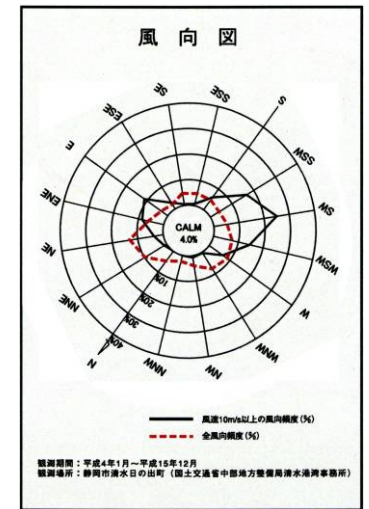 風向図
SE
SSE
S
SSW
SW
WSW
W
WNW
NW
NNW
N
NNE
NE
ENE
E
ESE
CALM
4.0%
10%
20%
30%
40%
風速10m/s以上の風向頻度(%)
全風向頻度(%)
観測期間:平成4年1月~平成15年12月
観測場所:静岡市清水日の出町(国土交通省中部地方整備局清水港湾事務所)